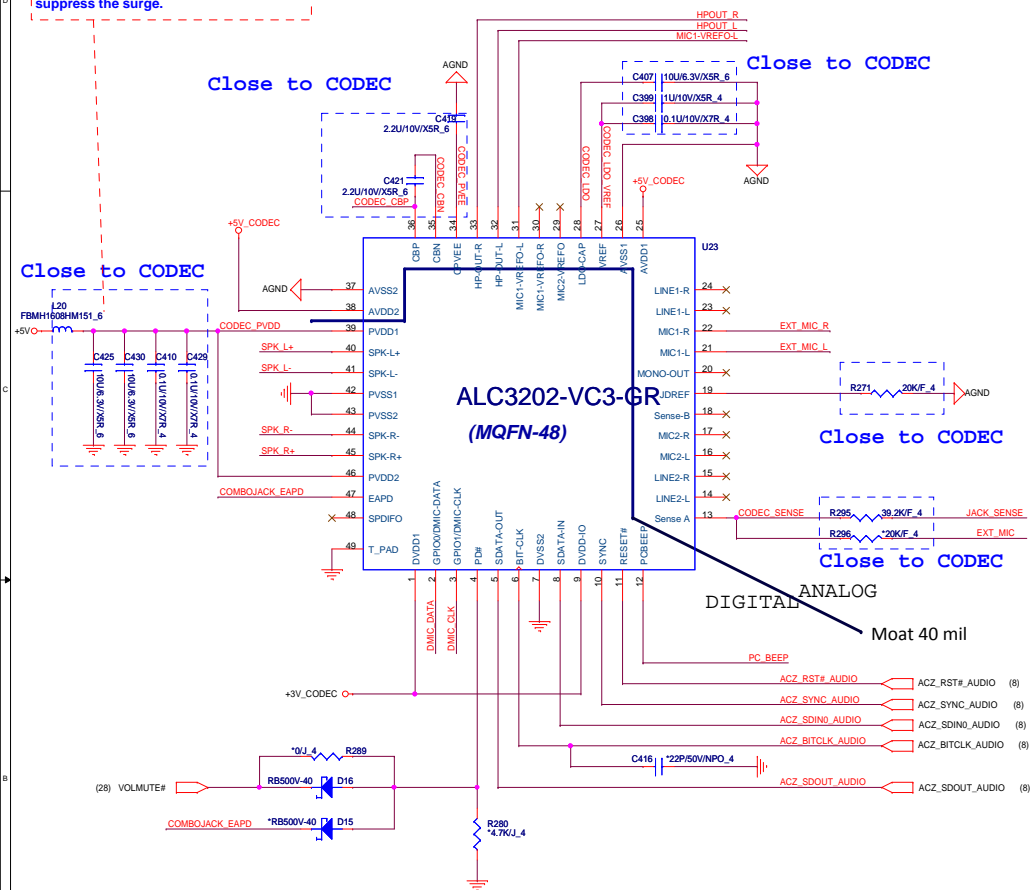 suppress the surge.
HPOUT_R
HPOUT_L
MIC1-VREFO-L
Close to CODEC
AGND
C419
2.2U/10V/X5R_6
C421
2.2U/10V/X5R_6
CODEC_CBP
CODEC_CBN
CODEC_PVEE
C407 10U/6.3V/X5R_6
C399 1U/10V/X5R_4
C398 0.1U/10V/X7R_4
Close to CODEC
AGND
CODEC_LDO
CODEC_LDO_VREF
+5V_CODEC
+5V_CODEC
U23
36 35 34 33 32 31 30 29 28 27 26 25
CBP
CBN
CPVEE
HP-OUT-R
HP-OUT-L
MIC1-VREFO-L
MIC1-VREFO-R
MIC2-VREFO
LDO-CAP
VREF
AVSS1
AVDD1
Close to CODEC
L20
FBMH1608HM151_6
+5V
CODEC_PVDD
C425
10U/6.3V/X5R_6
C430
10U/6.3V/X5R_6
C410
0.1U/10V/X7R_4
C429
0.1U/10V/X7R_4
AGND
37 AVSS2
38 AVDD2
39 PVDD1
SPK_L+ 40 SPK-L+
SPK_L- 41 SPK-L-
42 PVSS1
43 PVSS2
SPK_R- 44 SPK-R-
SPK_R+ 45 SPK-R+
46 PVDD2
COMBOJACK_EAPD 47 EAPD
48 SPDIFO
49 T_PAD
ALC3202-VC3-GR
(MQFN-48)
LINE1-R 24
LINE1-L 23
MIC1-R 22 EXT_MIC_R
MIC1-L 21 EXT_MIC_L
MONO-OUT 20
JDREF 19
Sense-B 18
MIC2-R 17
MIC2-L 16
LINE2-R 15
LINE2-L 14
Sense A 13
R271 20K/F_4
AGND
Close to CODEC
CODEC_SENSE
R295 39.2K/F_4 JACK_SENSE
R296 *20K/F_4 EXT_MIC
Close to CODEC
DVDD1
GPIO0/DMIC-DATA
GPIO1/DMIC-CLK
PD#
SDATA-OUT
BIT-CLK
DVSS2
SDATA-IN
DVDD-IO
SYNC
RESET#
PCBEEP
1 2 3 4 5 6 7 8 9 10 11 12
DMIC_DATA
DMIC_CLK
DIGITAL ANALOG
Moat 40 mil
PC_BEEP
+3V_CODEC
ACZ_RST#_AUDIO ACZ_RST#_AUDIO (8)
ACZ_SYNC_AUDIO ACZ_SYNC_AUDIO (8)
ACZ_SDIN0_AUDIO ACZ_SDIN0_AUDIO (8)
ACZ_BITCLK_AUDIO ACZ_BITCLK_AUDIO (8)
C416 *22P/50V/NPO_4
ACZ_SDOUT_AUDIO ACZ_SDOUT_AUDIO (8)
*0/J_4 R289
(28) VOLMUTE# RB500V-40 D16
COMBOJACK_EAPD *RB500V-40 D15
R280
*4.7K/J_4
D
C
B